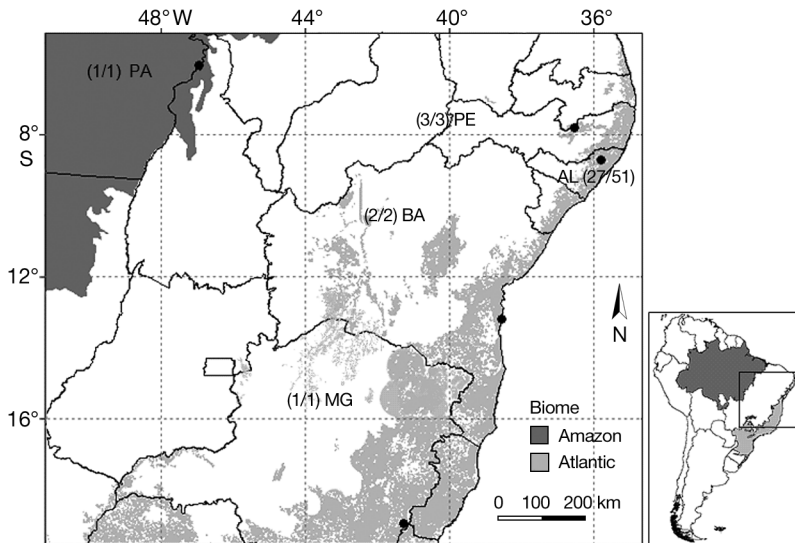 48°W 44° 40° 36°
(1/1) PA
(3/3)PE
8°
S
AL (27/51)
(2/2) BA
12°
N
(1/1) MG
16°
Biome
Amazon
Atlantic
0 100 200 km